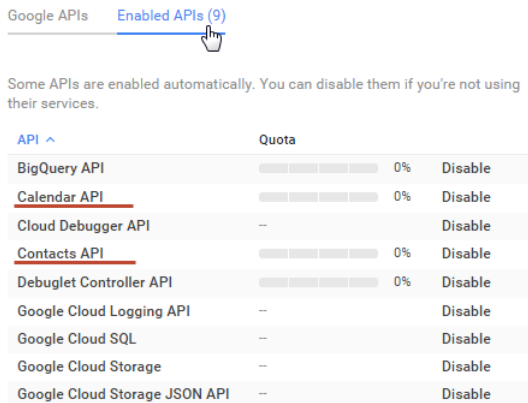 Google APIs Enabled APIs (9)
Some APIs are enabled automatically. You can disable them if you're not using
their services.
API Quota
BigQuery API 0% Disable
Calendar API 0% Disable
Cloud Debugger API -- Disable
Contacts API 0% Disable
Debuglet Controller API 0% Disable
Google Cloud Logging API -- Disable
Google Cloud SQL -- Disable
Google Cloud Storage -- Disable
Google Cloud Storage JSON API -- Disable